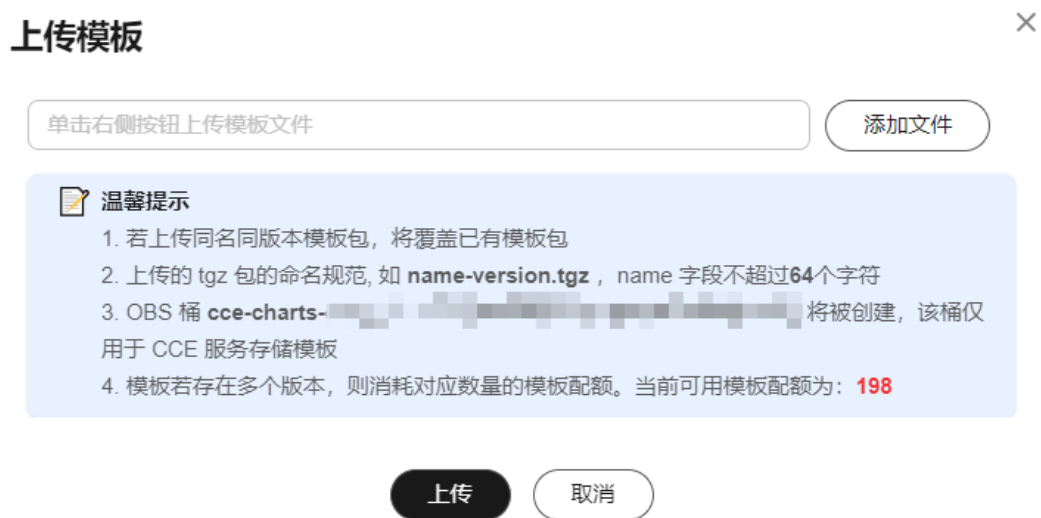 上传模板
单击右侧按钮上传模板文件
添加文件
温馨提示
1. 若上传同名同版本模板包，将覆盖已有模板包
2. 上传的 tgz 包的命名规范, 如 name-version.tgz ，name 字段不超过64个字符
3. OBS 桶 cce-charts- 将被创建，该桶仅
用于 CCE 服务存储模板
4. 模板若存在多个版本，则消耗对应数量的模板配额。当前可用模板配额为：198
上传
取消